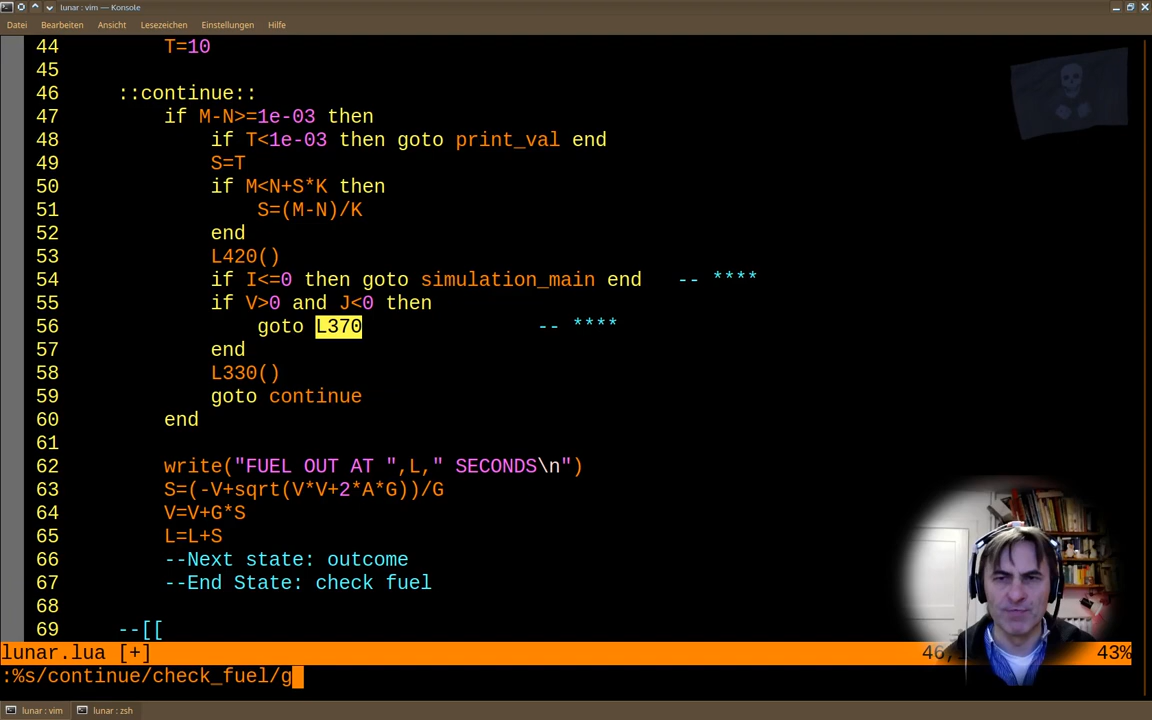 lunar : vim — Konsole
Datei Bearbeiten Ansicht Lesezeichen Einstellungen Hilfe
44 T=10
45
46 ::continue::
47 if M-N>=1e-03 then
48 if T<1e-03 then goto print_val end
49 S=T
50 if M<N+S*K then
51 S=(M-N)/K
52 end
53 L420()
54 if I<=0 then goto simulation_main end -- ****
55 if V>0 and J<0 then
56 goto L370 -- ****
57 end
58 L330()
59 goto continue
60 end
61
62 write("FUEL OUT AT ",L," SECONDS\n")
63 S=(-V+sqrt(V*V+2*A*G))/G
64 V=V+G*S
65 L=L+S
66 --Next state: outcome
67 --End State: check fuel
68
69 --[[
lunar.lua [+] 46, 43%
:%s/continue/check_fuel/g
lunar : vim lunar : zsh